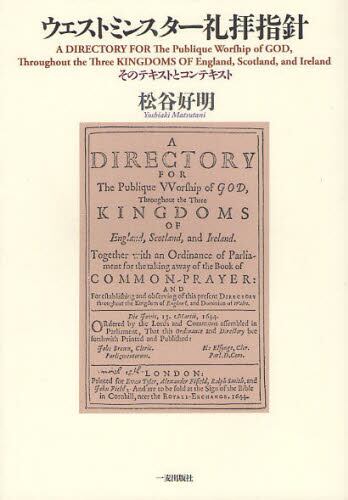 ウェストミンスター礼拝指針
A DIRECTORY FOR The Publique Worſhip of GOD,
Throughout the Three KINGDOMS OF England, Scotland, and Ireland
そのテキストとコンテキスト
松谷好明
Yoshiaki Matsutani
A
DIRECTORY
FOR
The Publique VVorſhip of GOD,
Throughout the Three
KINGDOMS
OF
England, Scotland, and Ireland.
Together with an Ordinance of Parlia-
ment for the taking away of the Book of
COMMON-PRAYER:
AND
For eſtabliſhing and obſerving of this preſent DIRECTORY
throughout the Kingdom of England, and Dominion of Wales.
Die Jovis, 13. Martii, 1644.
ORdered by the Lords and Commons aſſembled in
Parliament, That this Ordinance and Directory bee
forthwith Printed and Publiſhed:
John Brown, Cleric. H: Elſynge, Cler.
Parliamentorum. Parl. D. Com.
LONDON:
Printed for Evan Tyler, Alexander Fifield, Ralph Smith, and
John Field; And are to be ſold at the Sign of the Bible
in Cornhill, neer the ROYALL-EXCHANGE. 1644.
一麦出版社